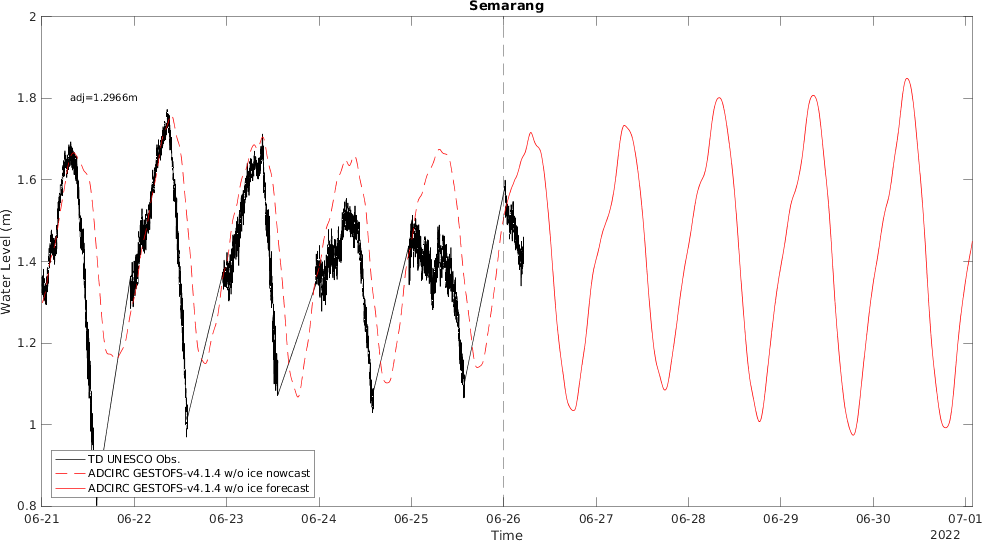 Semarang
2
1.8
1.6
1.4
1.2
1
0.8
Water Level (m)
adj=1.2966m
TD UNESCO Obs.
ADCIRC GESTOFS-v4.1.4 w/o ice nowcast
ADCIRC GESTOFS-v4.1.4 w/o ice forecast
06-21 06-22 06-23 06-24 06-25 06-26 06-27 06-28 06-29 06-30 07-01
Time
2022